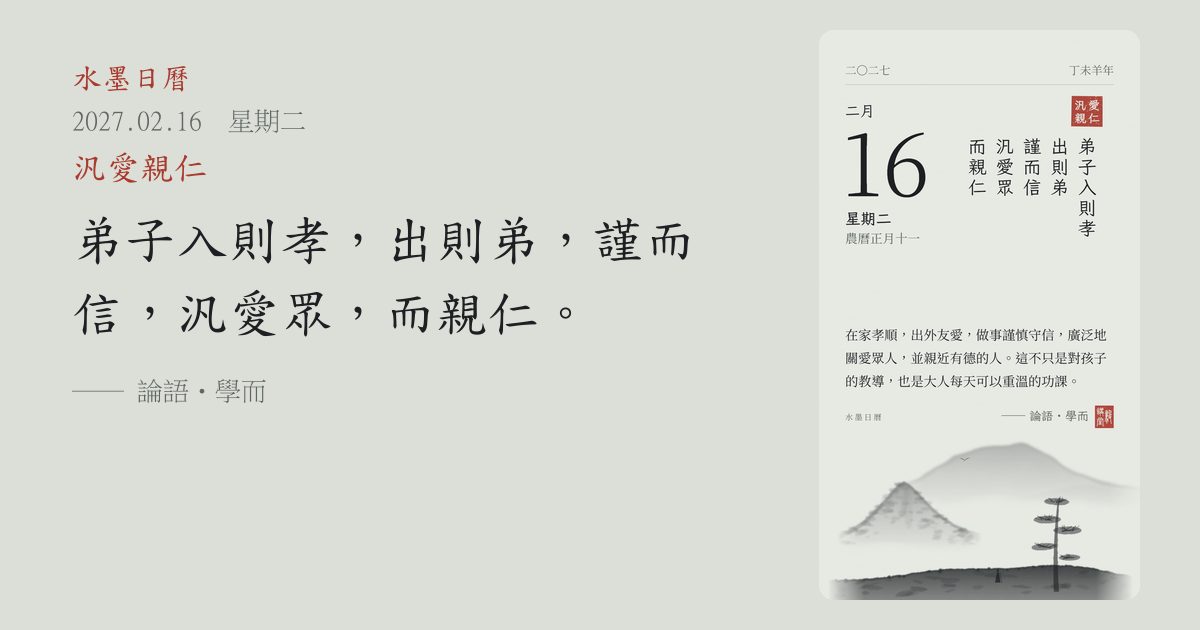 水墨日曆
2027.02.16 星期二
汎愛親仁
弟子入則孝，出則弟，謹而
信，汎愛眾，而親仁。
—— 論語・學而
二〇二七
丁未羊年
二月
16
星期二
農曆正月十一
汎愛親仁
弟子入則孝
出則弟
謹而信
汎愛眾
而親仁
在家孝順，出外友愛，做事謹慎守信，廣泛地
關愛眾人，並親近有德的人。這不只是對孩子
的教導，也是大人每天可以重溫的功課。
水墨日曆
—— 論語・學而